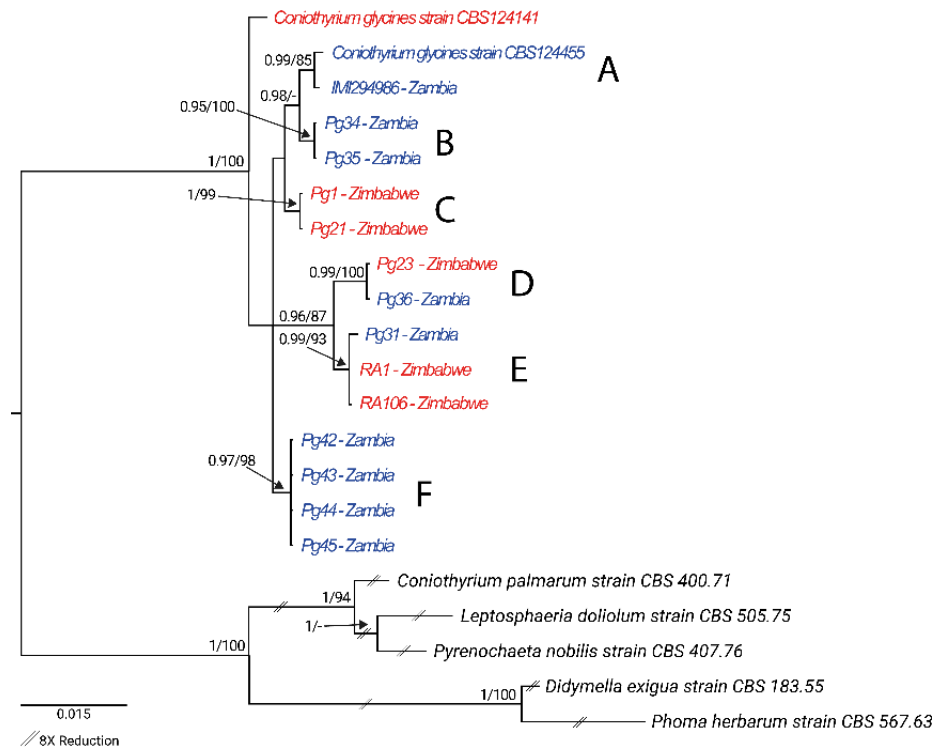 Coniothyrium glycines strain CBS124141
Coniothyrium glycines strain CBS124455
0.99/85
A
IMI294986 - Zambia
0.98/-
0.95/100
Pg34 - Zambia
B
Pg35 - Zambia
1/100
1/99
Pg1 - Zimbabwe
C
Pg21 - Zimbabwe
Pg23 - Zimbabwe
0.99/100
D
Pg36 - Zambia
0.96/87
Pg31 - Zambia
0.99/93
RA1 - Zimbabwe
E
RA106 - Zimbabwe
Pg42 - Zambia
0.97/98
Pg43 - Zambia
F
Pg44 - Zambia
Pg45 - Zambia
Coniothyrium palmarum strain CBS 400.71
1/94
Leptosphaeria doliolum strain CBS 505.75
1/-
1/100
Pyrenochaeta nobilis strain CBS 407.76
Didymella exigua strain CBS 183.55
1/100
Phoma herbarum strain CBS 567.63
0.015
// 8X Reduction